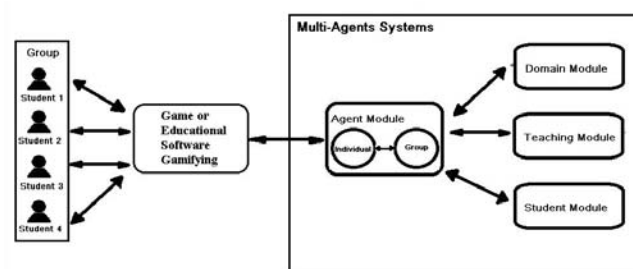 Multi-Agents Systems
Group
Student 1
Student 2
Student 3
Student 4
Game or
Educational
Software
Gamifying
Agent Module
Individual
Group
Domain Module
Teaching Module
Student Module